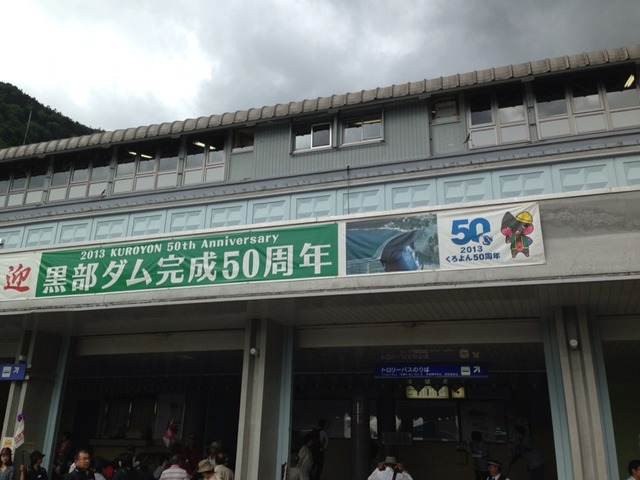 迎
2013 KUROYON 50th Anniversary
黒部ダム完成50周年
50
2013
くろよん50周年
トロリーバスのりば